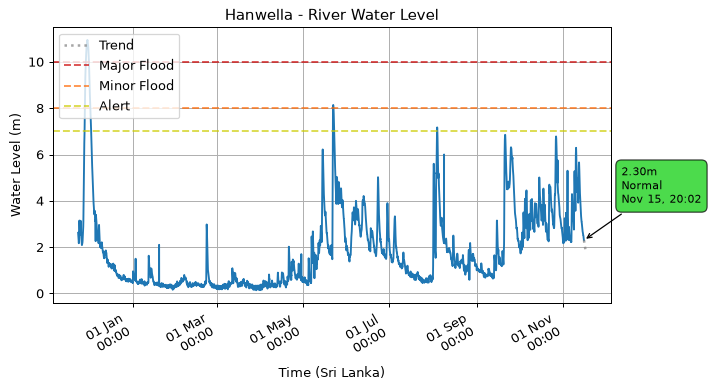 Hanwella - River Water Level
Trend
Major Flood
Minor Flood
Alert
Water Level (m)
10
8
6
4
2
0
2.30m
Normal
Nov 15, 20:02
01 Jan
00:00
01 Mar
00:00
01 May
00:00
01 Jul
00:00
01 Sep
00:00
01 Nov
00:00
Time (Sri Lanka)